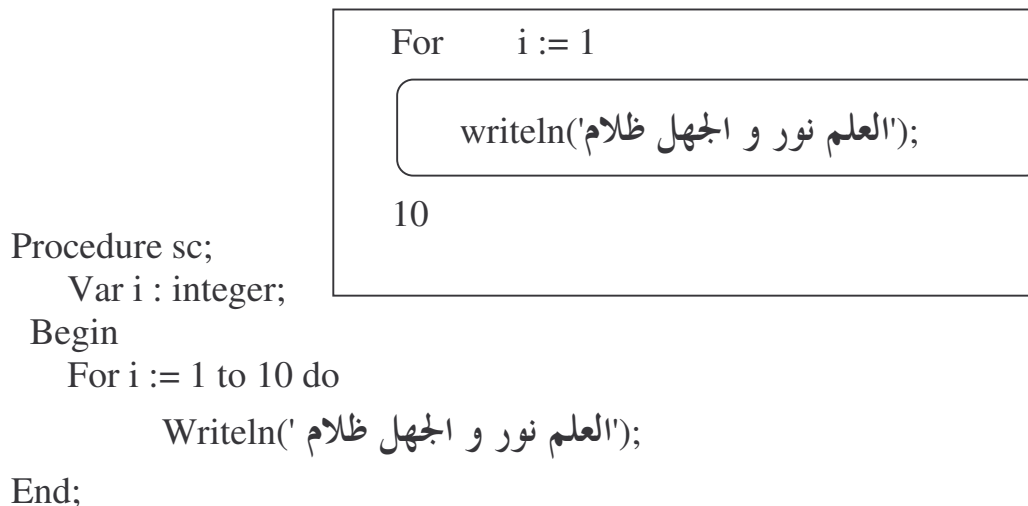 For i := 1
writeln('العلم نور و الجهل ظلام');
10
Procedure sc;
Var i : integer;
Begin
For i := 1 to 10 do
Writeln(' العلم نور و الجهل ظلام');
End;